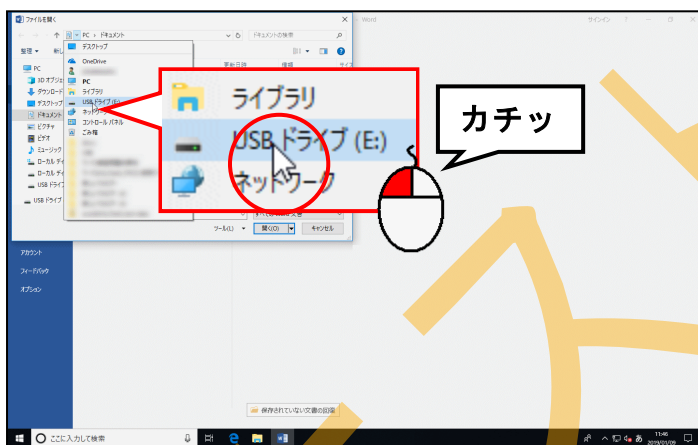 ファイルを開く
Word
サインイン ? － □ ×
PC › ドキュメント
ドキュメントの検索
整理
デスクトップ
更新日時
種類
サイズ
OneDrive
PC
PC
ライブラリ
USB ドライブ (E:)
ネットワーク
コントロール パネル
ごみ箱
3D オブジェ
ダウンロード
デスクトップ
ドキュメント
ピクチャ
ビデオ
ミュージック
ローカル ディ
ローカル ディ
USB ドライブ
USB ドライブ
ライブラリ
USB ドライブ (E:)
ネットワーク
カチッ
ツール(L)
開く(O)
キャンセル
アカウント
フィードバック
オプション
保存されていない文書の回復
ここに入力して検索
あ
11:46
2019/01/09